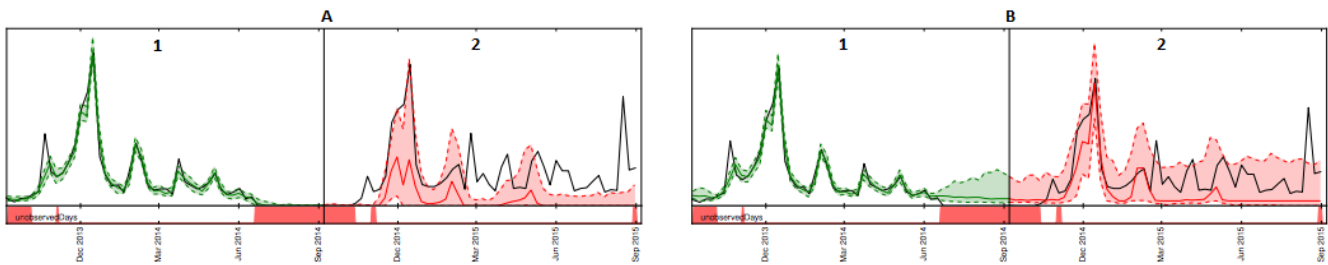 A
1
2
unobservedDays
Dec 2013
Mar 2014
Jun 2014
Sep 2014
Dec 2014
Mar 2015
Jun 2015
Sep 2015
B
1
2
unobservedDays
Dec 2013
Mar 2014
Jun 2014
Sep 2014
Dec 2014
Mar 2015
Jun 2015
Sep 2015